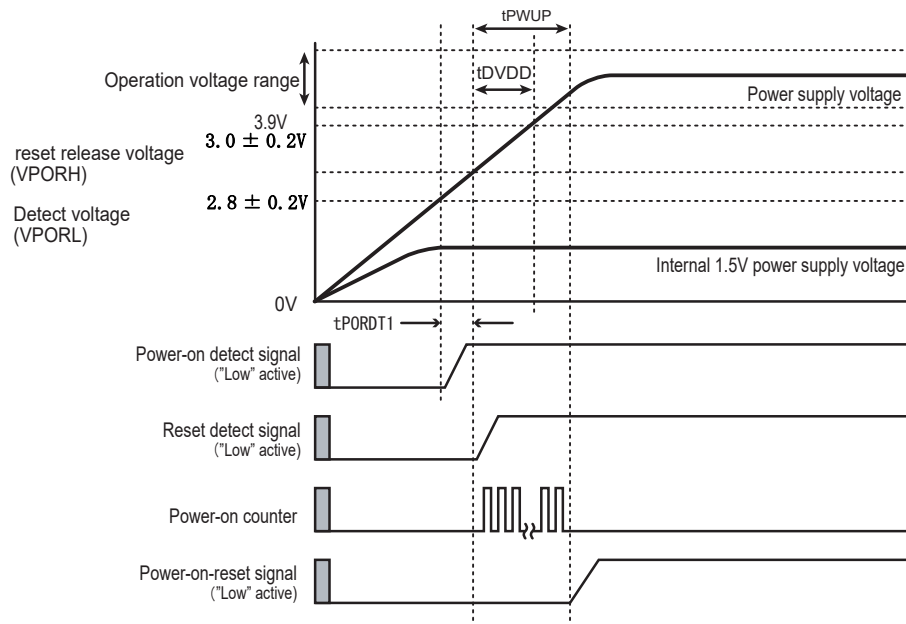 tPWUP
tDVDD
Operation voltage range
Power supply voltage
3.9V
3.0 ± 0.2V
reset release voltage
(VPORH)
2.8 ± 0.2V
Detect voltage
(VPORL)
Internal 1.5V power supply voltage
0V
tPORDT1
Power-on detect signal
("Low" active)
Reset detect signal
("Low" active)
Power-on counter
Power-on-reset signal
("Low" active)